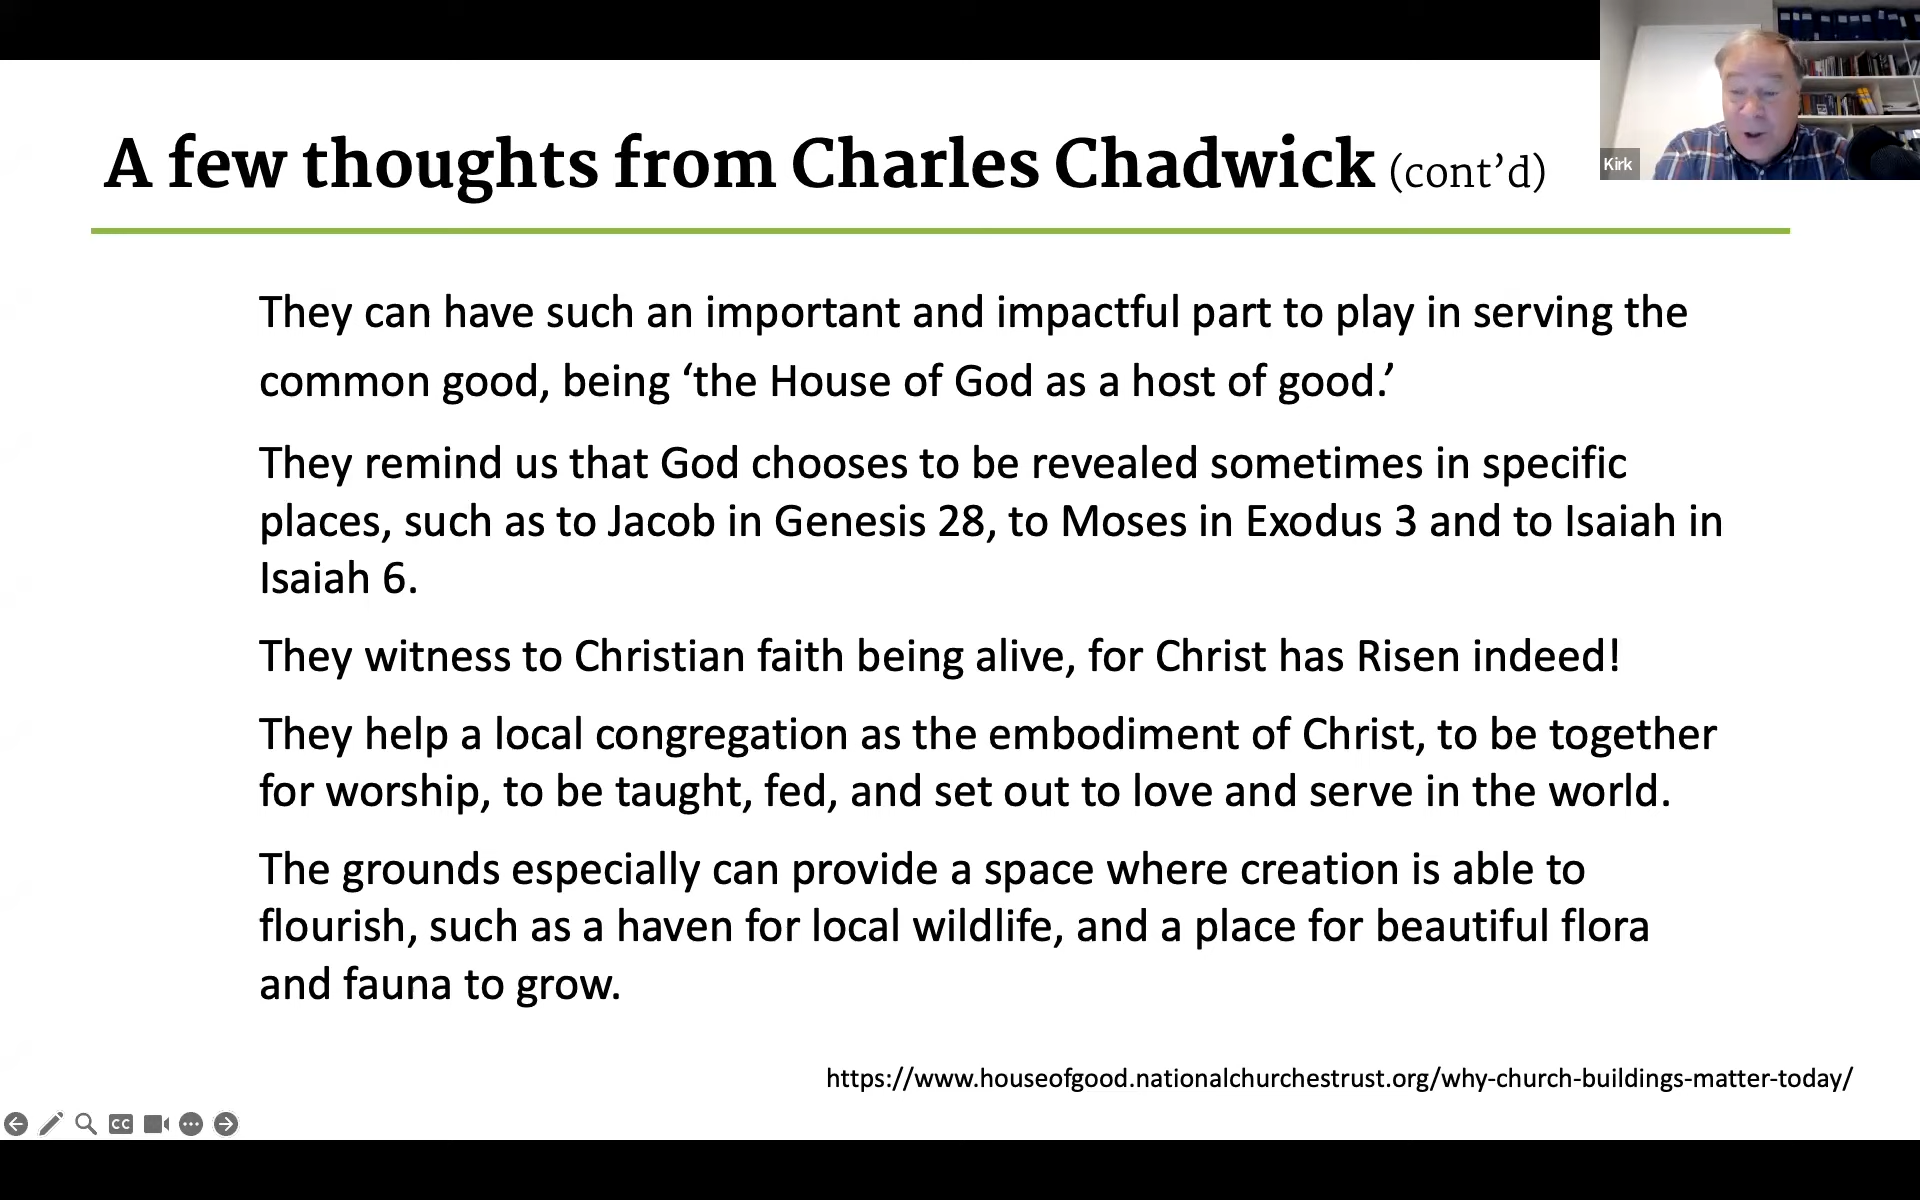 A few thoughts from Charles Chadwick (cont’d)
Kirk
They can have such an important and impactful part to play in serving the
common good, being ‘the House of God as a host of good.’
They remind us that God chooses to be revealed sometimes in specific
places, such as to Jacob in Genesis 28, to Moses in Exodus 3 and to Isaiah in
Isaiah 6.
They witness to Christian faith being alive, for Christ has Risen indeed!
They help a local congregation as the embodiment of Christ, to be together
for worship, to be taught, fed, and set out to love and serve in the world.
The grounds especially can provide a space where creation is able to
flourish, such as a haven for local wildlife, and a place for beautiful flora
and fauna to grow.
https://www.houseofgood.nationalchurchestrust.org/why-church-buildings-matter-today/
CC